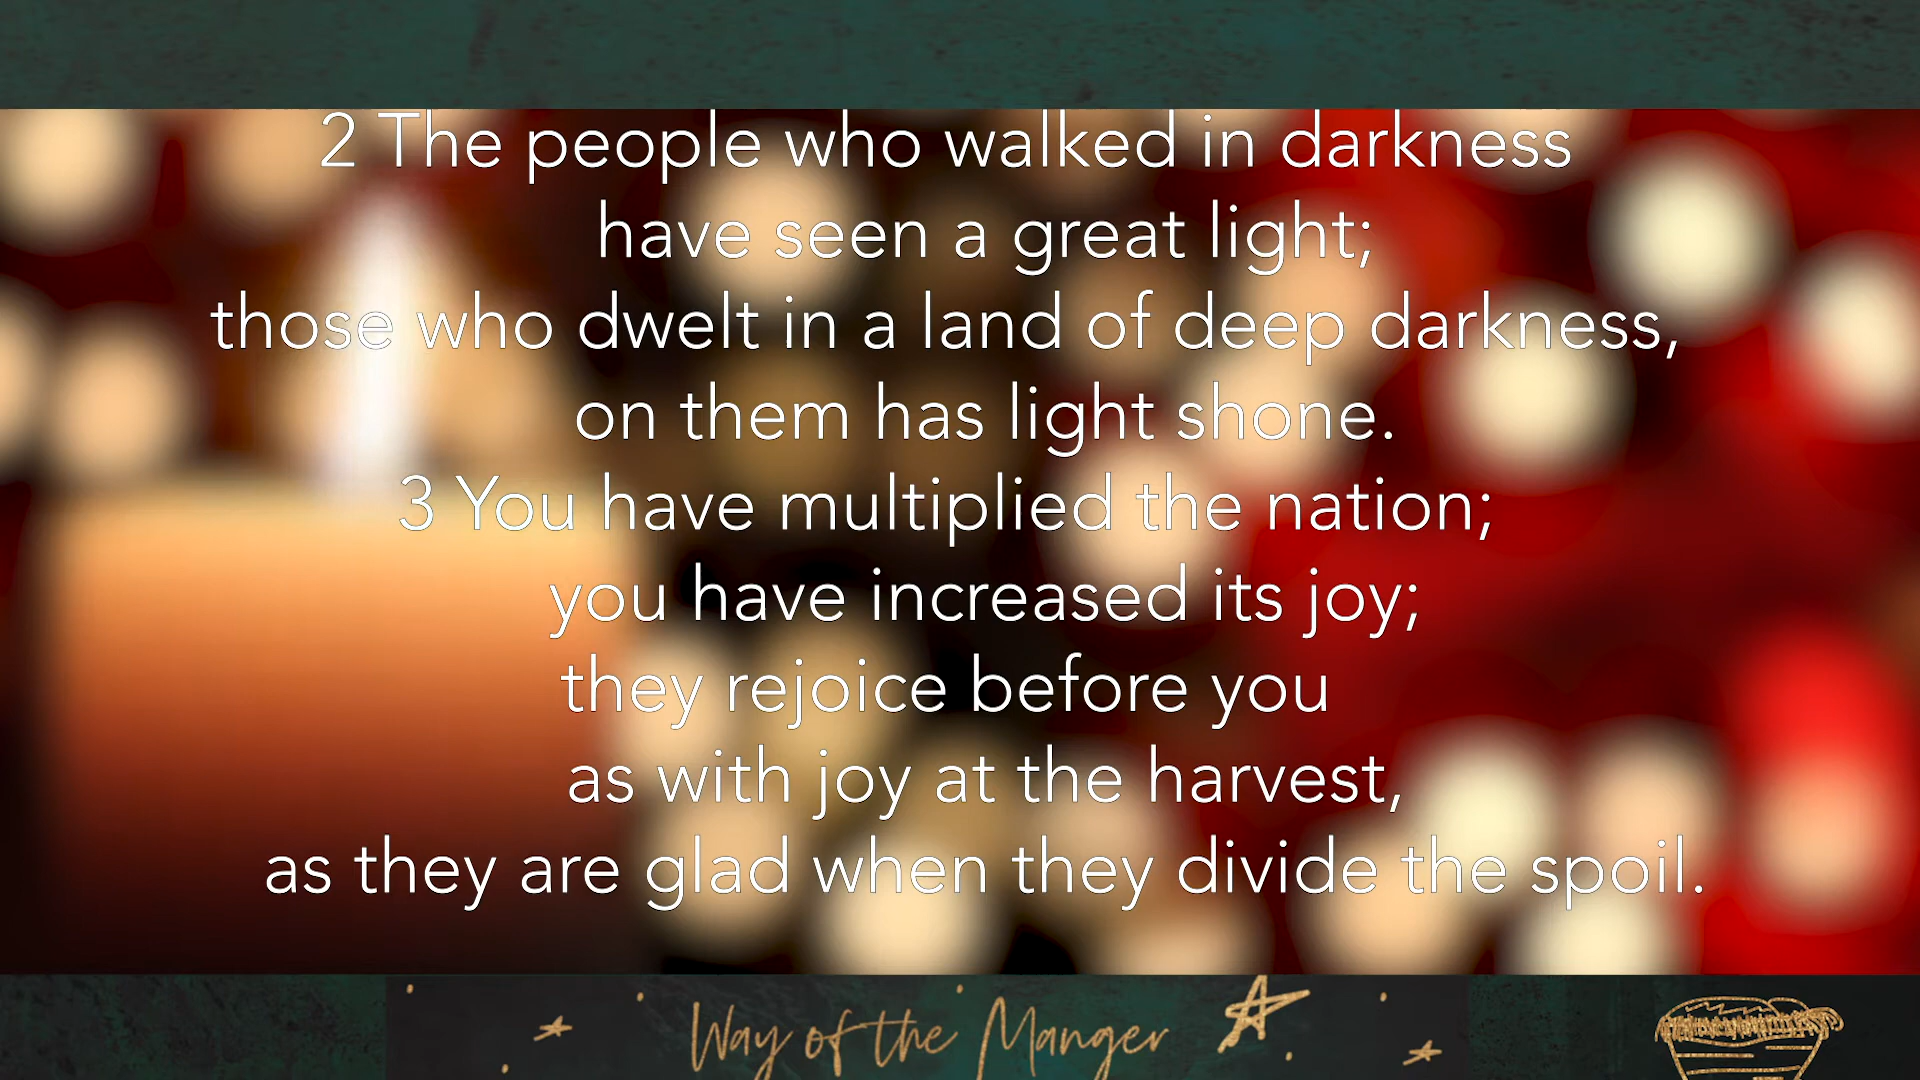 2 The people who walked in darkness
have seen a great light;
those who dwelt in a land of deep darkness,
on them has light shone.
3 You have multiplied the nation;
you have increased its joy;
they rejoice before you
as with joy at the harvest,
as they are glad when they divide the spoil.
Way of the Manger